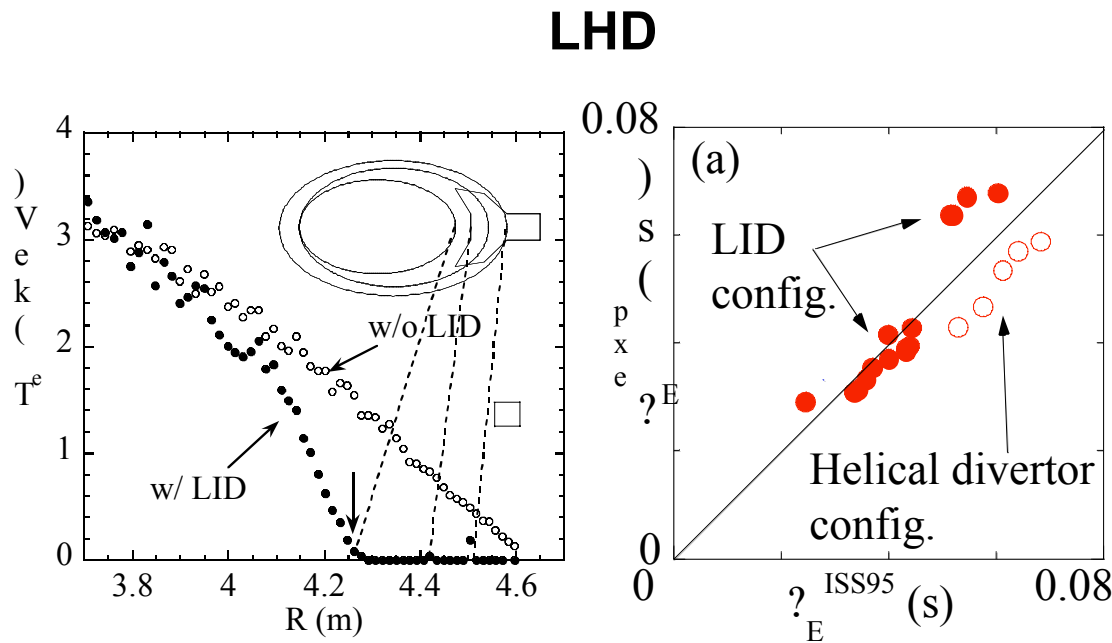 LHD
4
3
2
1
0
T e ( k e V )
w/o LID
w/ LID
3.8 4 4.2 4.4 4.6
R (m)
0.08
(a)
? E e x p ( s )
LID
config.
Helical divertor
config.
0
0 0.08
?E ISS95 (s)